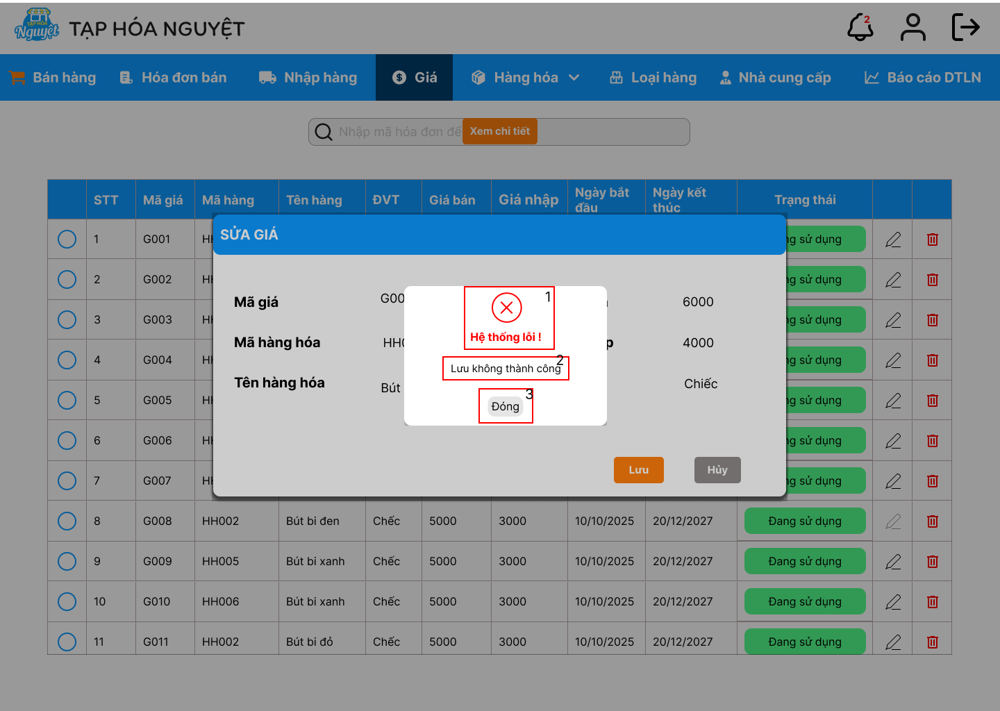 TẠP HÓA
Nguyệt
TẠP HÓA NGUYỆT
2
Bán hàng
Hóa đơn bán
Nhập hàng
Giá
Hàng hóa
Loại hàng
Nhà cung cấp
Báo cáo DTLN
Nhập mã hóa đơn để
Xem chi tiết
STT Mã giá Mã hàng Tên hàng ĐVT Giá bán Giá nhập Ngày bắt đầu Ngày kết thúc Trạng thái
1 G001 ng sử dụng
2 G002 ng sử dụng
3 G003 ng sử dụng
4 G004 ng sử dụng
5 G005 ng sử dụng
6 G006 ng sử dụng
7 G007 ng sử dụng
8 G008 HH002 Bút bi đen Chếc 5000 3000 10/10/2025 20/12/2027 Đang sử dụng
9 G009 HH005 Bút bi xanh Chếc 5000 3000 10/10/2025 20/12/2027 Đang sử dụng
10 G010 HH006 Bút bi xanh Chếc 5000 3000 10/10/2025 20/12/2027 Đang sử dụng
11 G011 HH002 Bút bi đỏ Chếc 5000 3000 10/10/2025 20/12/2027 Đang sử dụng
SỬA GIÁ
Mã giá G00 6000
Mã hàng hóa HH0 p 4000
Tên hàng hóa Bút Chiếc
Lưu
Hủy
1
Hệ thống lỗi !
2
Lưu không thành công
3
Đóng